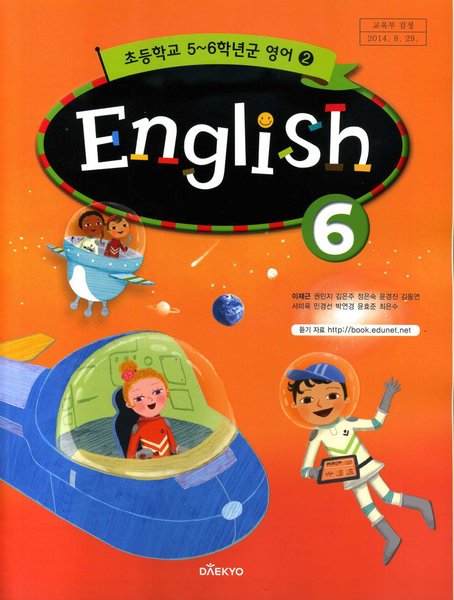 교육부 검정
2014. 8. 29.
초등학교 5~6학년군 영어 2
English
6
이재근 권민지 김은주 정은숙 윤경진 김동연
서미옥 민경선 박연경 윤효준 최은수
듣기 자료 http://book.edunet.net
DAEKYO